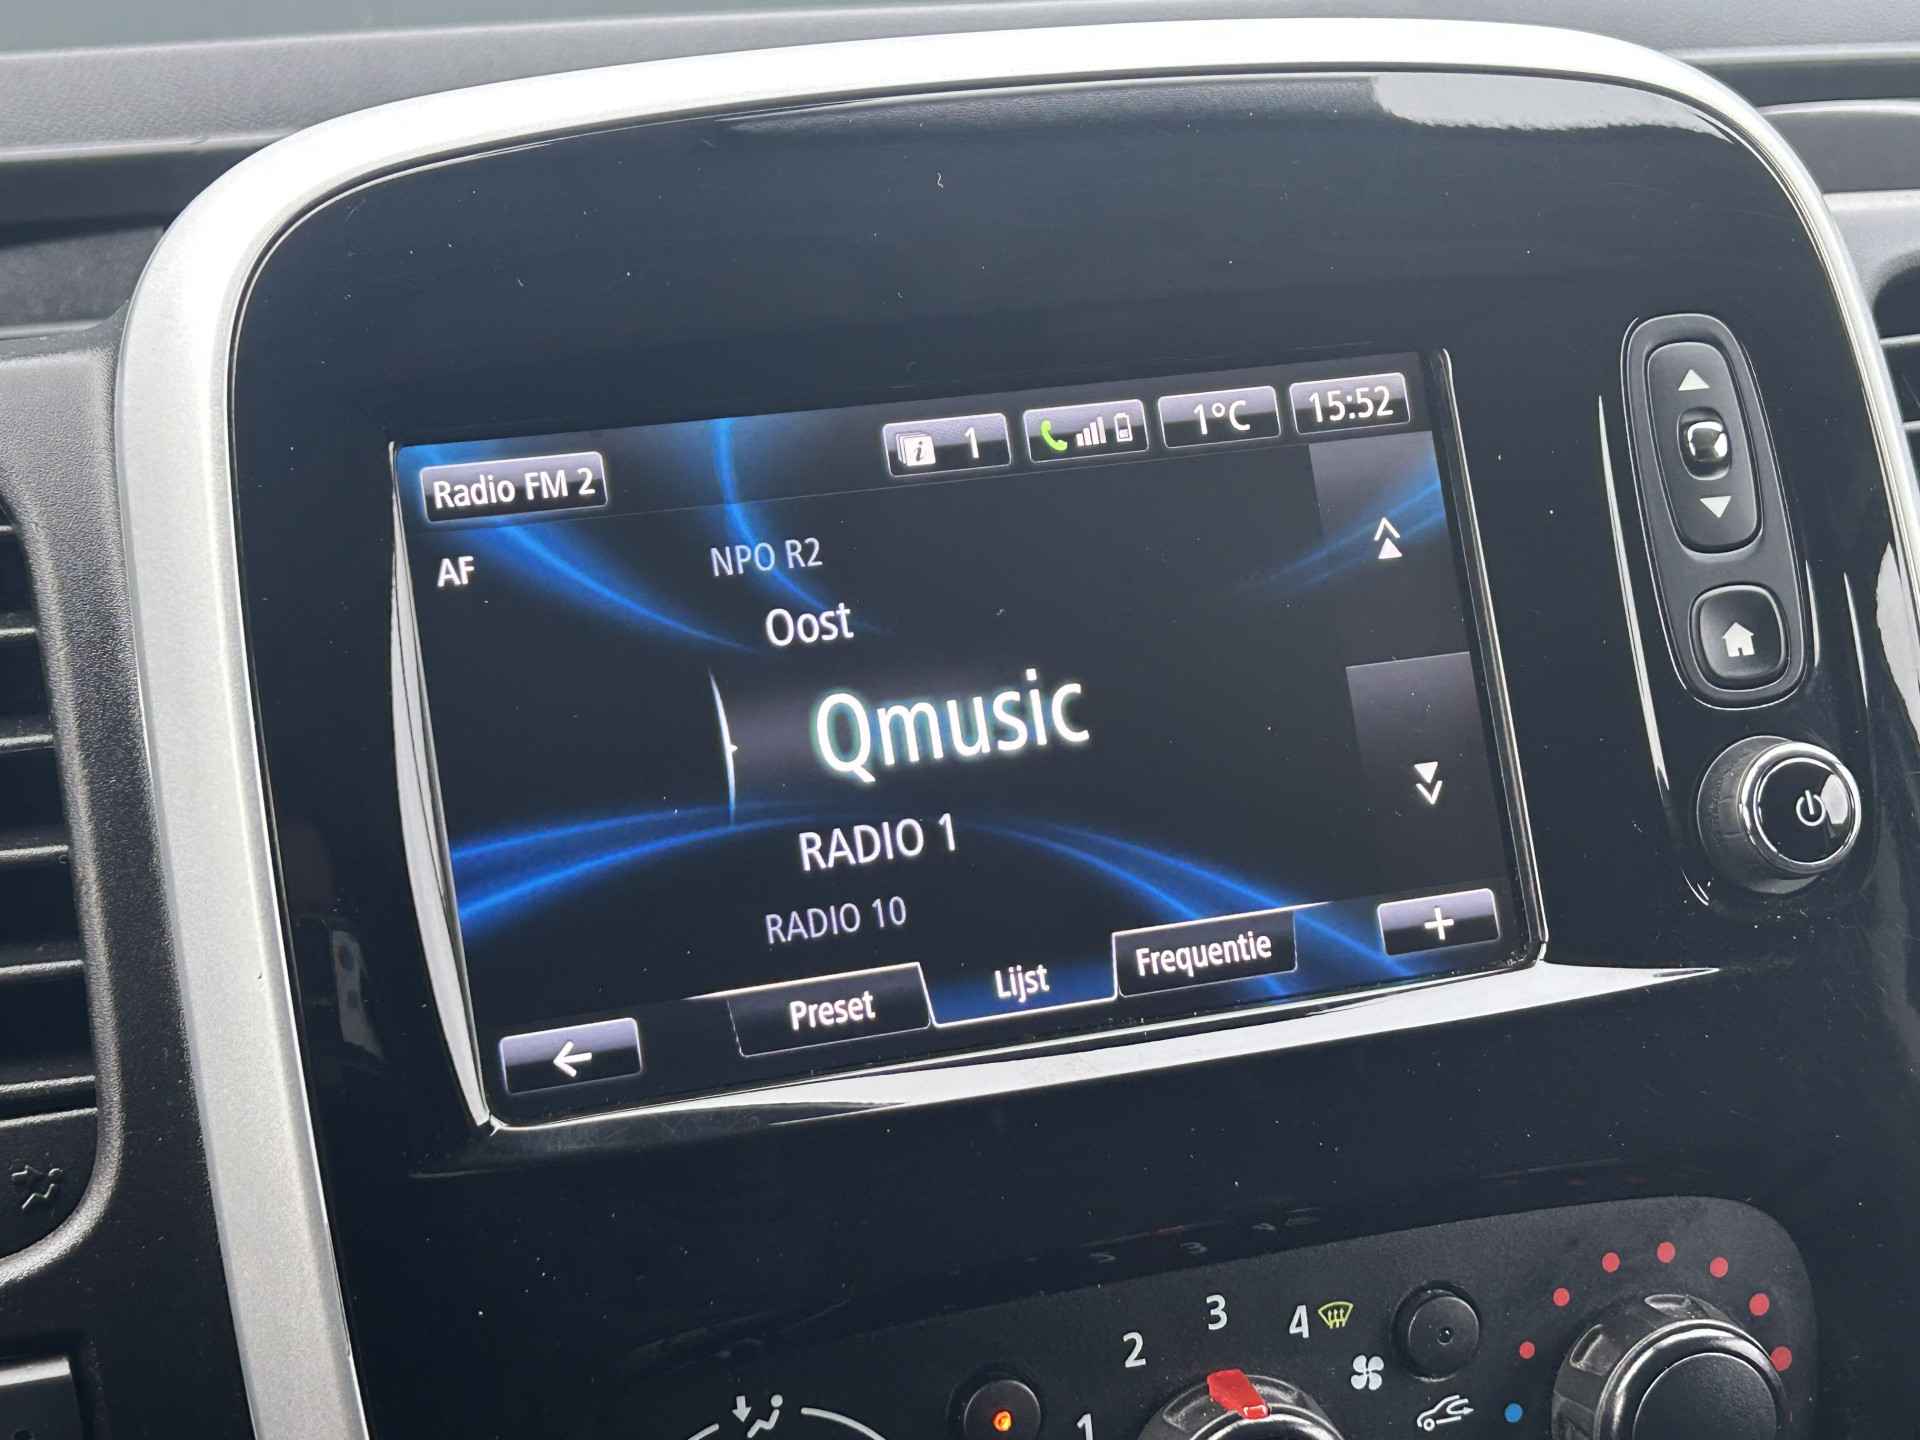 Radio FM 2
1
1°C
15:52
AF
NPO R2
Oost
Qmusic
RADIO 1
RADIO 10
Preset
Lijst
Frequentie
+
1
2
3
4